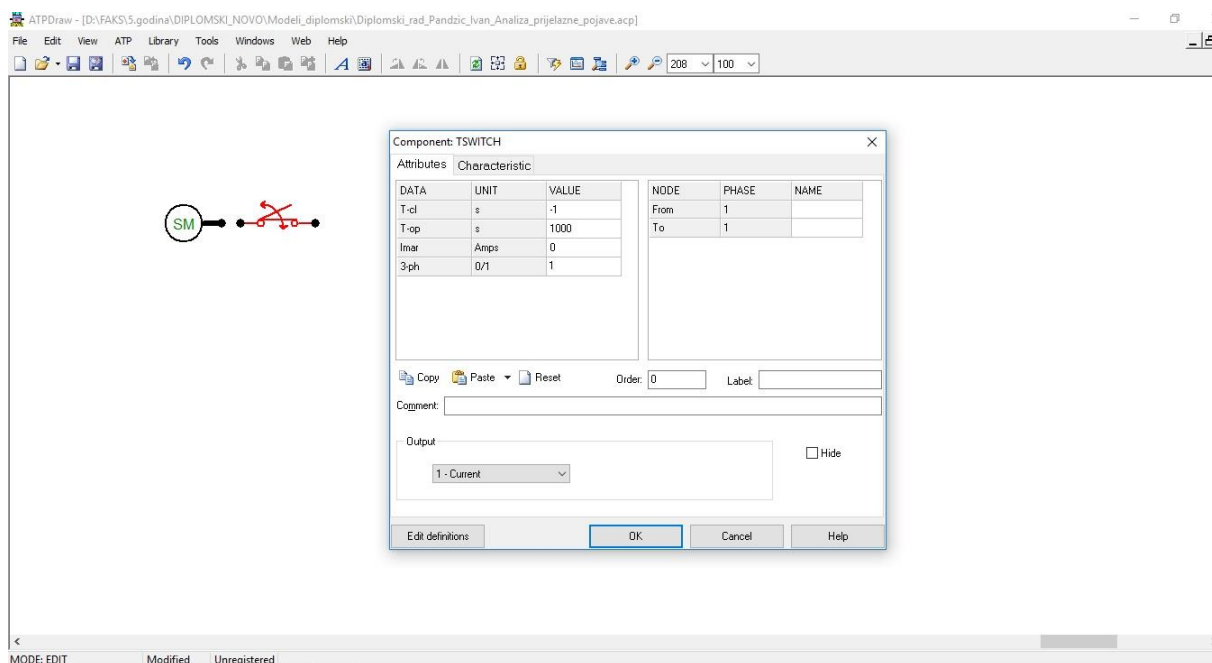 ATPDraw - [D:\FAKS\5.godina\DIPLOMSKI_NOVO\Modeli_diplomski\Diplomski_rad_Pandzic_Ivan_Analiza_prijelazne_pojave.acp]
File Edit View ATP Library Tools Windows Web Help
A 208 100
Component: TSWITCH
Attributes Characteristic
DATA UNIT VALUE NODE PHASE NAME
T-cl s -1 From 1
T-op s 1000 To 1
Imar Amps 0
3-ph 0/1 1
SM
Copy Paste Reset Order: 0 Label:
Comment:
Output
Hide
1 - Current
Edit definitions OK Cancel Help
MODE: EDIT Modified Unregistered